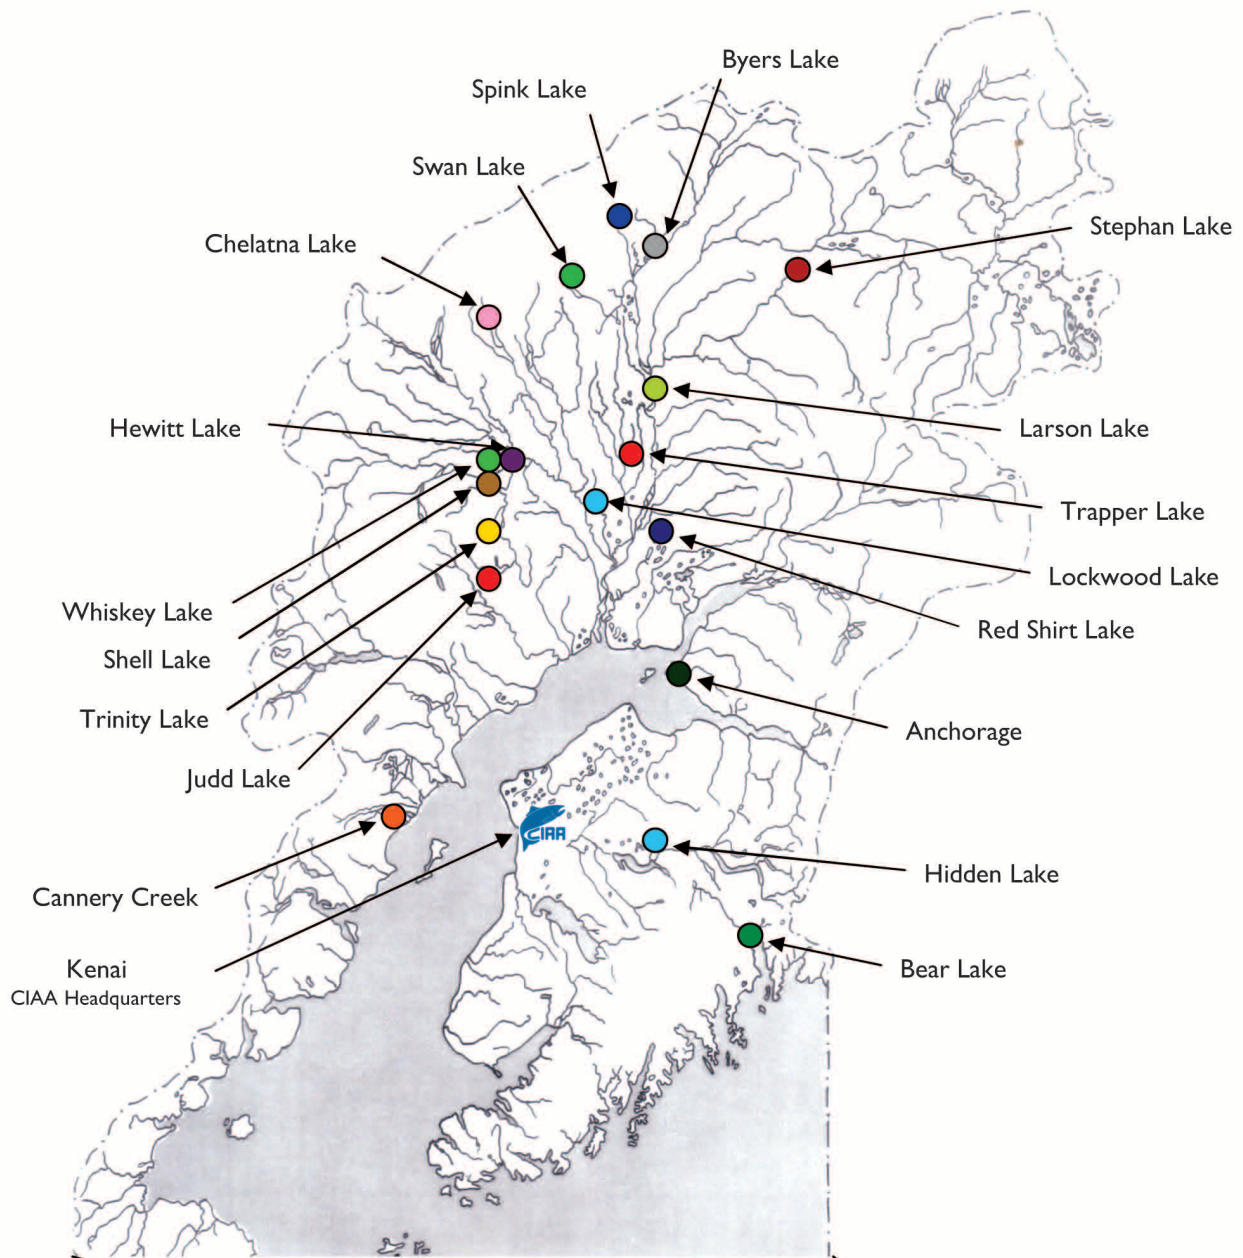 Byers Lake
Spink Lake
Swan Lake
Stephan Lake
Chelatna Lake
Hewitt Lake
Larson Lake
Trapper Lake
Lockwood Lake
Whiskey Lake
Red Shirt Lake
Shell Lake
Trinity Lake
Anchorage
Judd Lake
CIAA
Hidden Lake
Cannery Creek
Kenai
CIAA Headquarters
Bear Lake